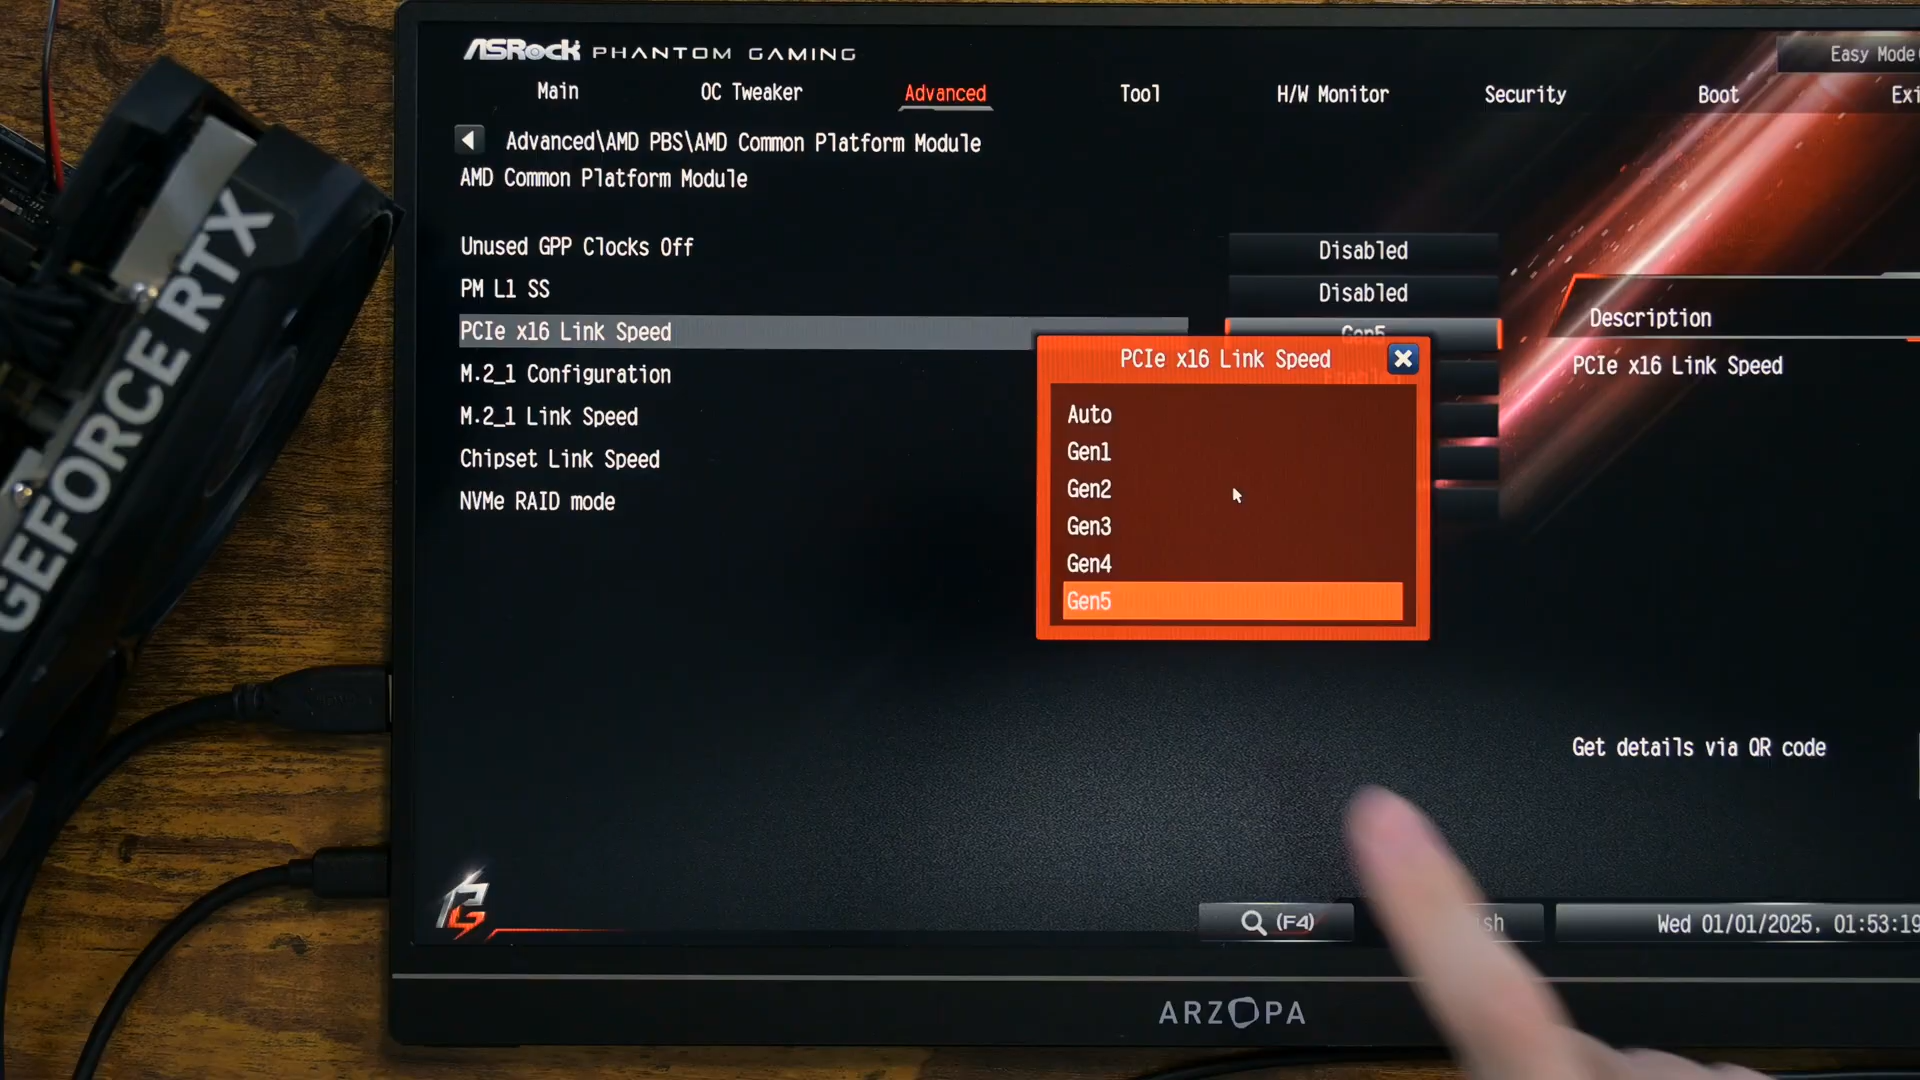 ASRock PHANTOM GAMING
Easy Mode
Main OC Tweaker Advanced Tool H/W Monitor Security Boot Exi
Advanced\AMD PBS\AMD Common Platform Module
AMD Common Platform Module
Unused GPP Clocks Off Disabled
PM L1 SS Disabled
PCIe x16 Link Speed Gen5
M.2_1 Configuration
M.2_1 Link Speed
Chipset Link Speed
NVMe RAID mode
PCIe x16 Link Speed
Auto
Gen1
Gen2
Gen3
Gen4
Gen5
Description
PCIe x16 Link Speed
Get details via QR code
(F4)
Wed 01/01/2025, 01:53:19
ARZOPA
GEFORCE RTX